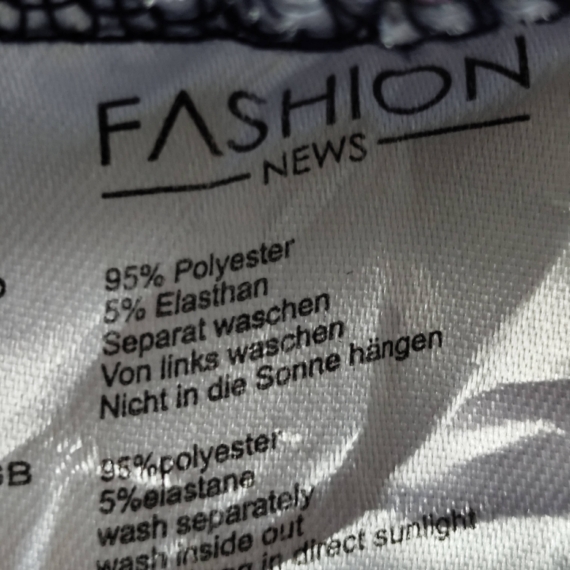 FASHION
NEWS
95% Polyester
5% Elasthan
Separat waschen
Von links waschen
Nicht in die Sonne hängen
GB
95%polyester
5%elastane
wash separately
wash inside out
in direct sunlight